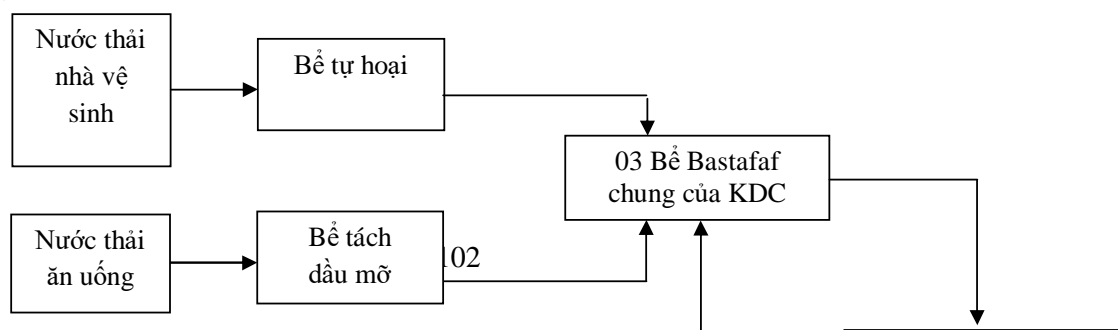 Nước thải
nhà vệ
sinh
Bể tự hoại
03 Bể Bastafaf
chung của KDC
Nước thải
ăn uống
Bể tách
dầu mỡ
102